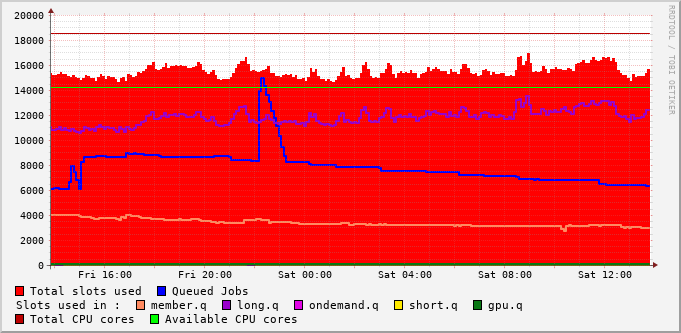 20000
18000
16000
14000
12000
10000
8000
6000
4000
2000
0
Fri 16:00 Fri 20:00 Sat 00:00 Sat 04:00 Sat 08:00 Sat 12:00
RRDTOOL / TOBI OETIKER
Total slots used Queued Jobs
Slots used in : member.q long.q ondemand.q short.q gpu.q
Total CPU cores Available CPU cores